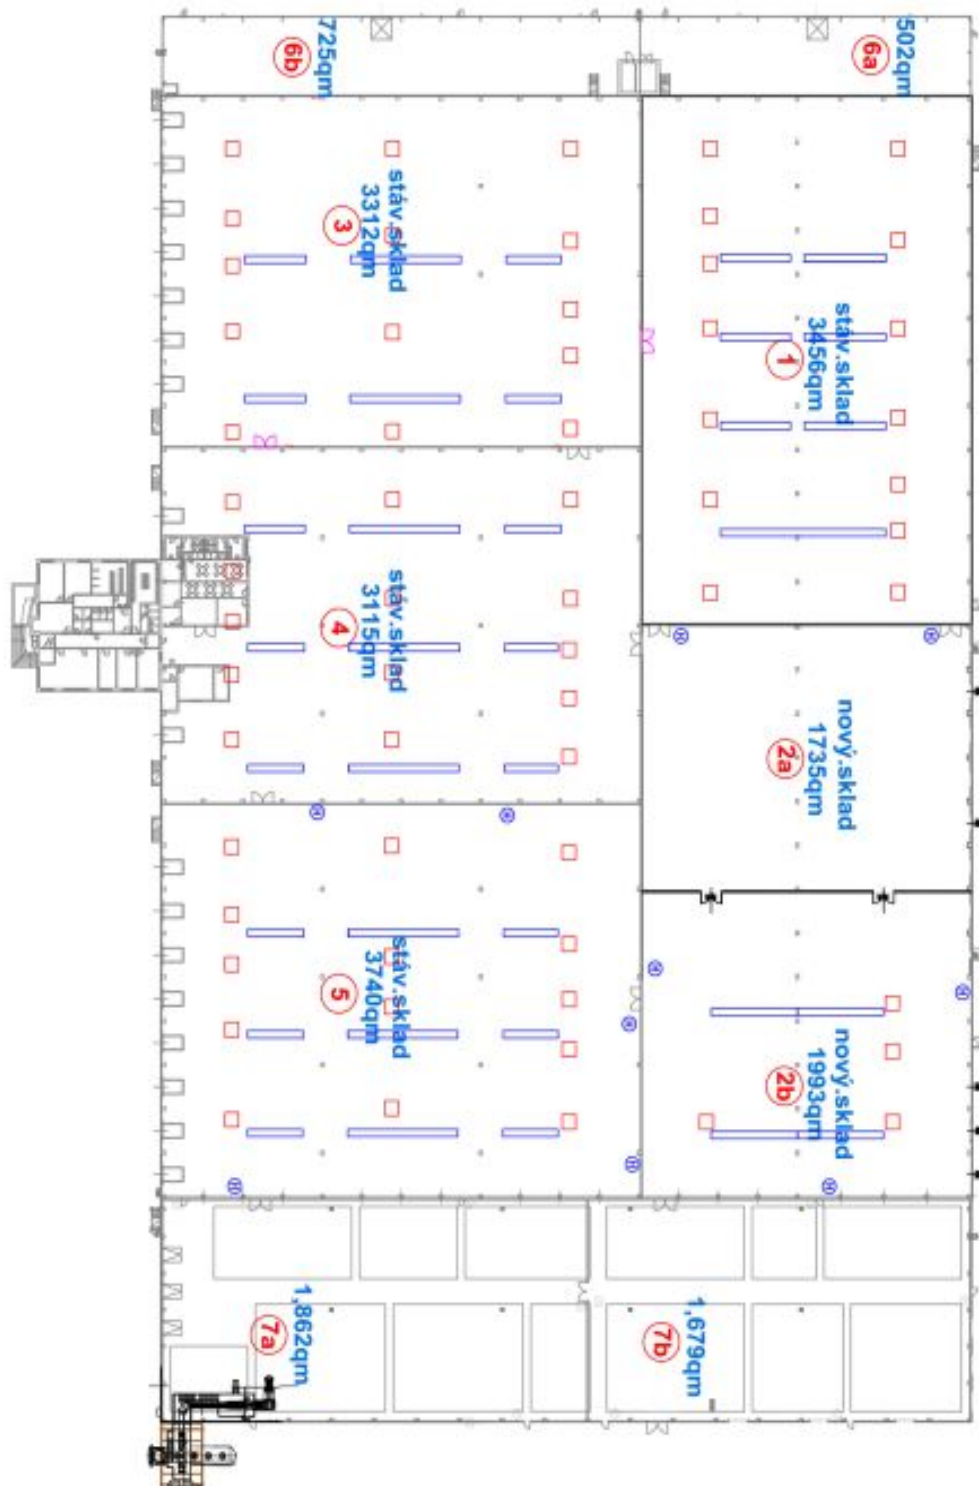 725qm
6b
502qm
6a
stáv.sklad
3312qm
3
stáv.sklad
3456qm
1
stáv.sklad
3115qm
4
nový.sklad
1735qm
2a
stáv.sklad
3740qm
5
nový.sklad
1993qm
2b
1,862qm
7a
1,679qm
7b